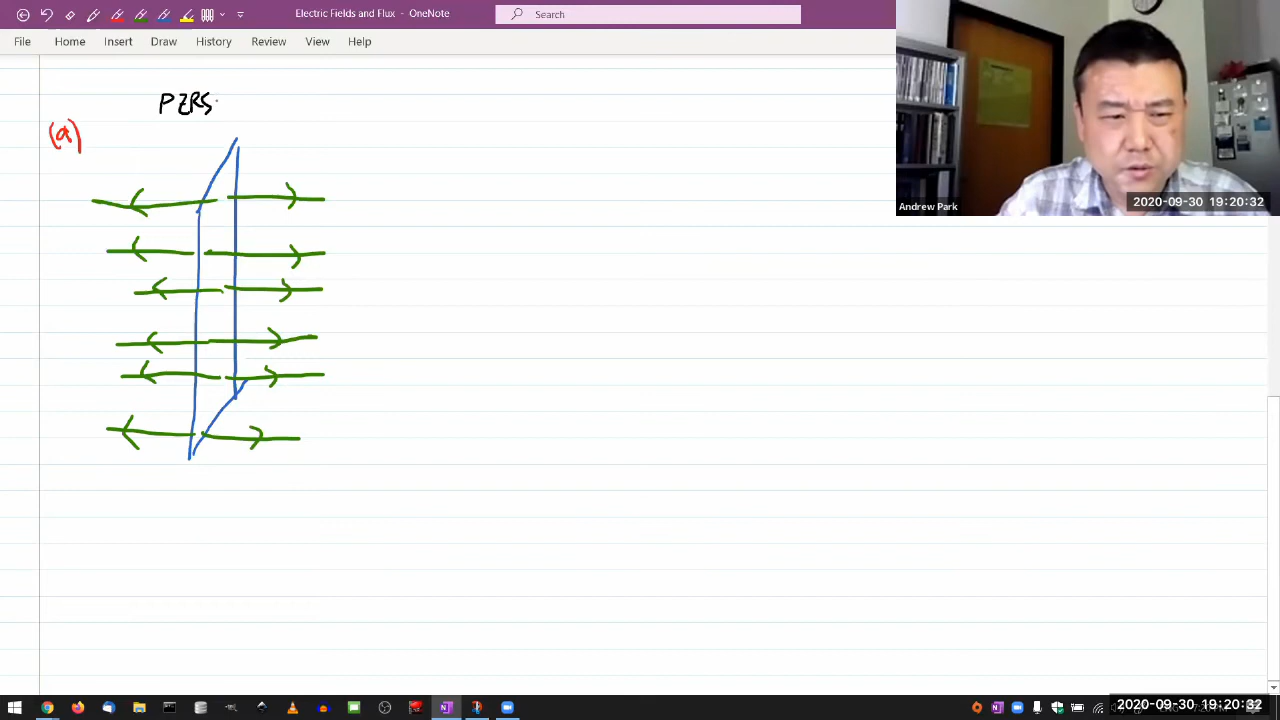 Electric Fields and Flux - OneNote
Search
File Home Insert Draw History Review View Help
(a)
Andrew Park
2020-09-30 19:20:32
2020-09-30 19:20:32